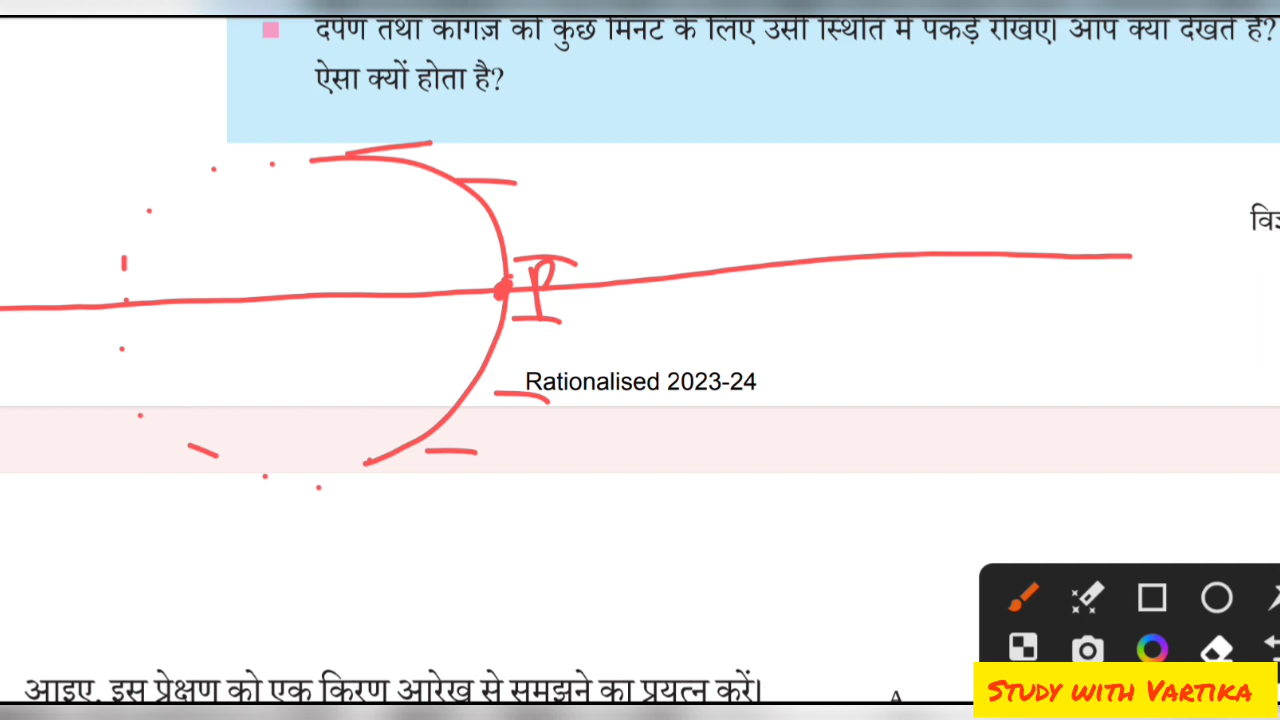 दर्पण तथा कागज़ को कुछ मिनट के लिए उसी स्थिति में पकड़े रखिए। आप क्या देखते हैं?
ऐसा क्यों होता है?
P
Rationalised 2023-24
आइए, इस प्रेक्षण को एक किरण आरेख से समझने का प्रयत्न करें।
A
STUDY WITH VARTIKA